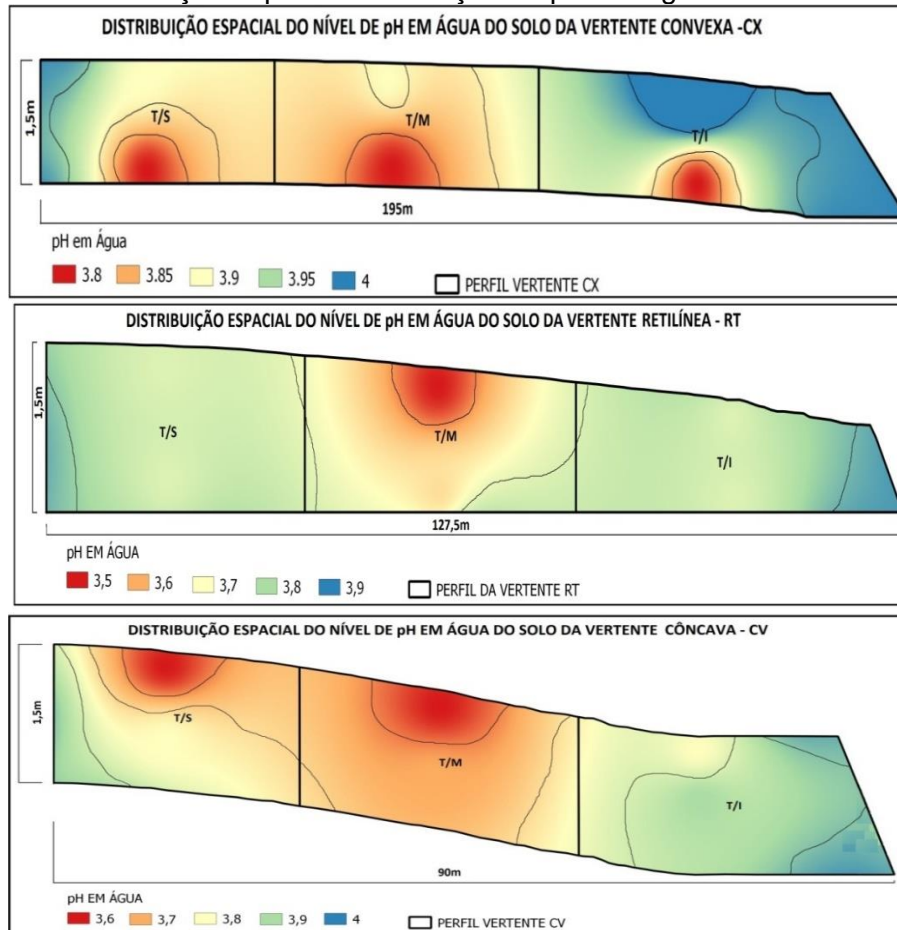 DISTRIBUIÇÃO ESPACIAL DO NÍVEL DE pH EM ÁGUA DO SOLO DA VERTENTE CONVEXA -CX
1,5m
T/S
T/M
T/I
195m
pH em Água
3.8 3.85 3.9 3.95 4 PERFIL VERTENTE CX
DISTRIBUIÇÃO ESPACIAL DO NÍVEL DE pH EM ÁGUA DO SOLO DA VERTENTE RETILÍNEA - RT
1,5m
T/S
T/M
T/I
127,5m
pH EM ÁGUA
3,5 3,6 3,7 3,8 3,9 PERFIL DA VERTENTE RT
DISTRIBUIÇÃO ESPACIAL DO NÍVEL DE pH EM ÁGUA DO SOLO DA VERTENTE CÔNCAVA - CV
1,5m
T/S
T/M
T/I
90m
pH EM ÁGUA
3,6 3,7 3,8 3,9 4 PERFIL VERTENTE CV